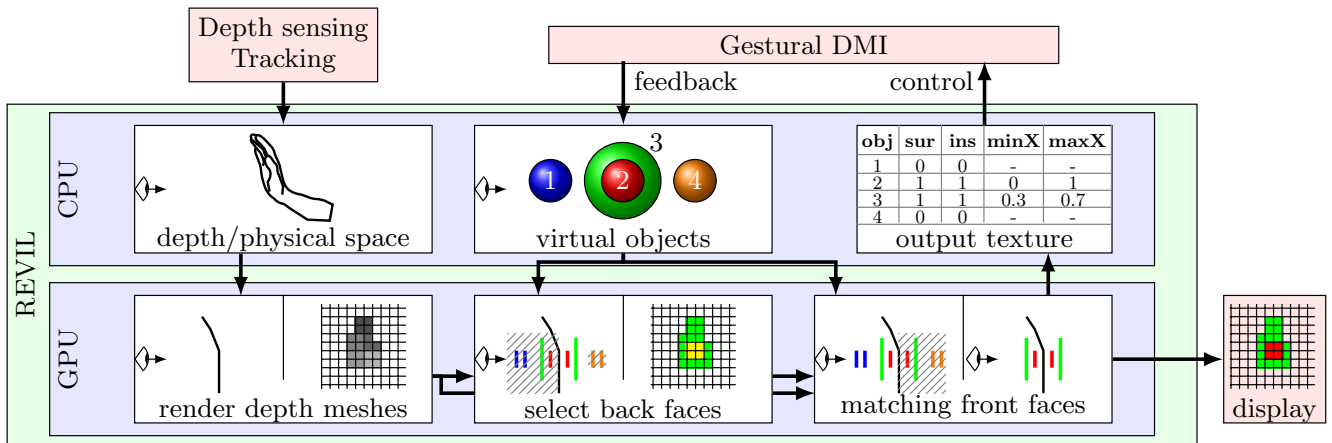 Depth sensing
Tracking
Gestural DMI
feedback
control
REVIL
CPU
depth/physical space
1
2
3
4
virtual objects
obj sur ins minX maxX
1 0 0 - -
2 1 1 0 1
3 1 1 0.3 0.7
4 0 0 - -
output texture
GPU
render depth meshes
select back faces
matching front faces
display